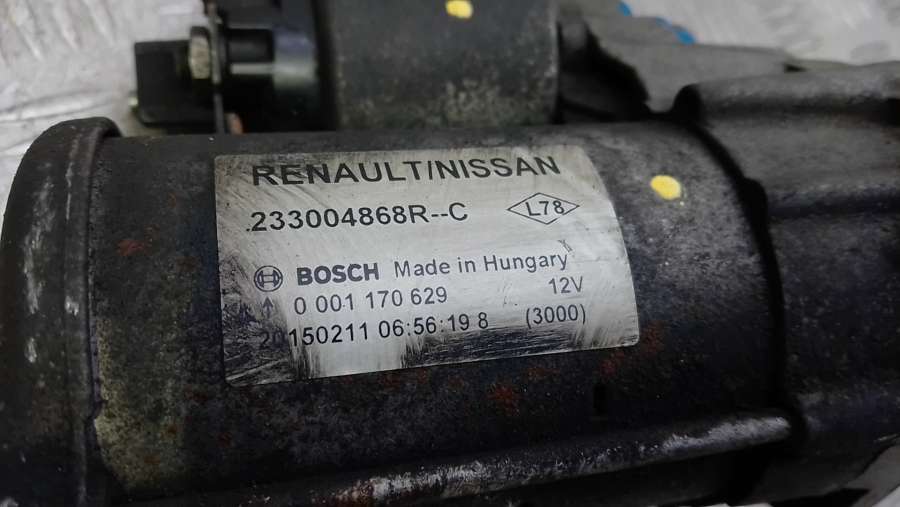 RENAULT/NISSAN
.233004868R--C L78
BOSCH Made in Hungary
0 001 170 629 12V
20150211 06:56:19 8 (3000)